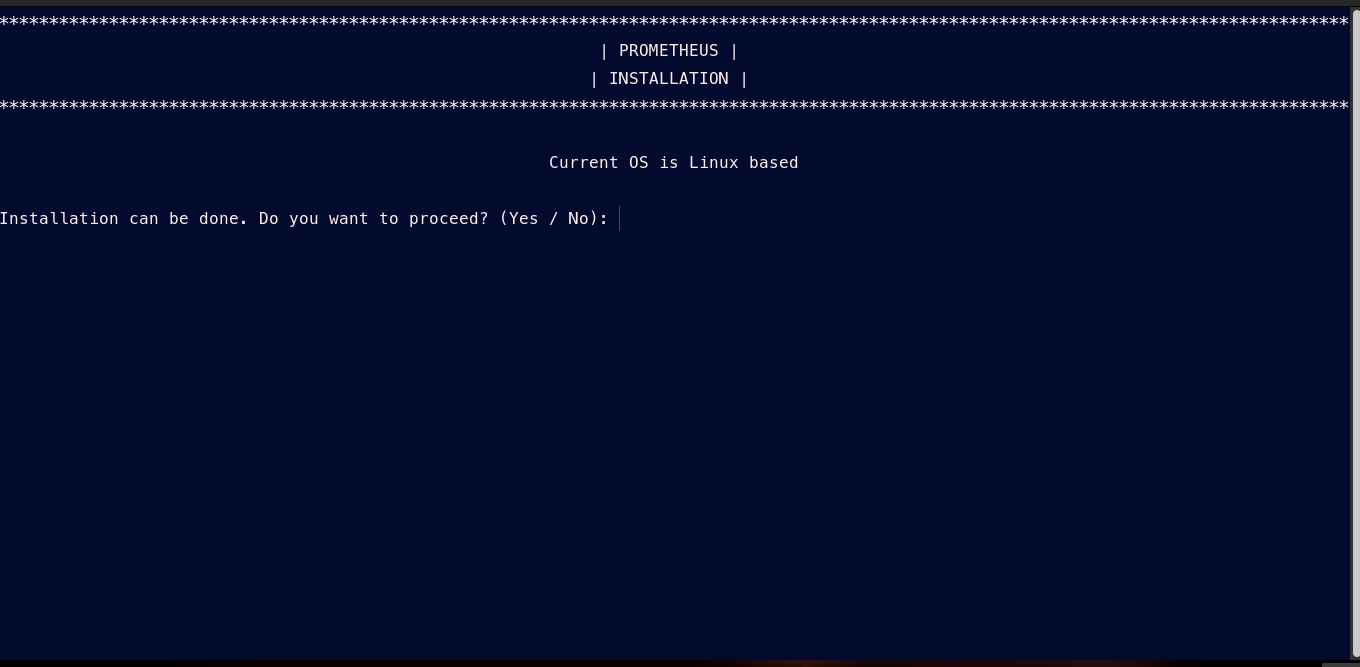 ***************************************************************************************************************************************
| PROMETHEUS |
| INSTALLATION |
***************************************************************************************************************************************
Current OS is Linux based
Installation can be done. Do you want to proceed? (Yes / No):